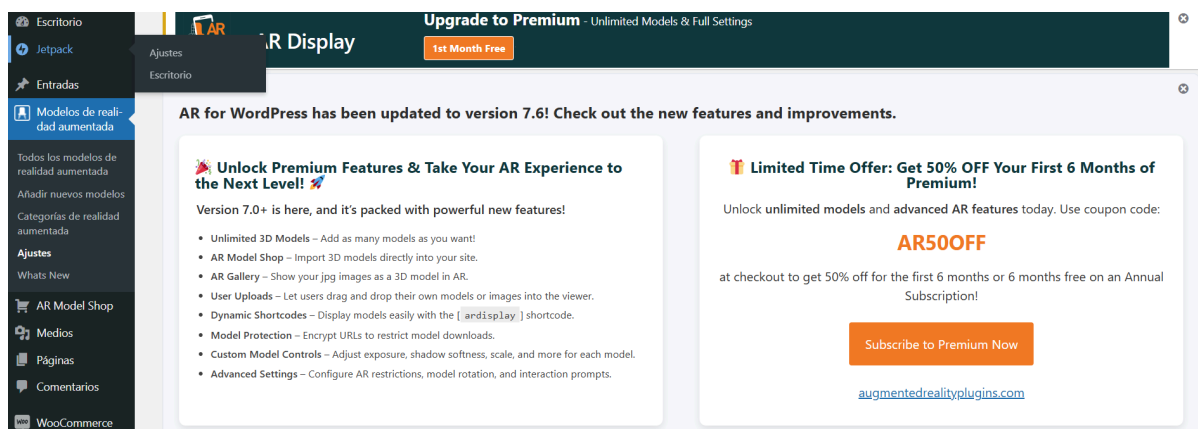 Escritorio
Jetpack
Ajustes
Escritorio
Entradas
Modelos de reali-
dad aumentada
Todos los modelos de
realidad aumentada
Añadir nuevos modelos
Categorías de realidad
aumentada
Ajustes
Whats New
AR Model Shop
Medios
Páginas
Comentarios
WooCommerce
AR
AR Display
Upgrade to Premium - Unlimited Models & Full Settings
1st Month Free
AR for WordPress has been updated to version 7.6! Check out the new features and improvements.
🎉 Unlock Premium Features & Take Your AR Experience to
the Next Level! 🚀
Version 7.0+ is here, and it's packed with powerful new features!
• Unlimited 3D Models – Add as many models as you want!
• AR Model Shop – Import 3D models directly into your site.
• AR Gallery – Show your jpg images as a 3D model in AR.
• User Uploads – Let users drag and drop their own models or images into the viewer.
• Dynamic Shortcodes – Display models easily with the [ ardisplay ] shortcode.
• Model Protection – Encrypt URLs to restrict model downloads.
• Custom Model Controls – Adjust exposure, shadow softness, scale, and more for each model.
• Advanced Settings – Configure AR restrictions, model rotation, and interaction prompts.
🎁 Limited Time Offer: Get 50% OFF Your First 6 Months of
Premium!
Unlock unlimited models and advanced AR features today. Use coupon code:
AR50OFF
at checkout to get 50% off for the first 6 months or 6 months free on an Annual
Subscription!
Subscribe to Premium Now
augmentedrealityplugins.com